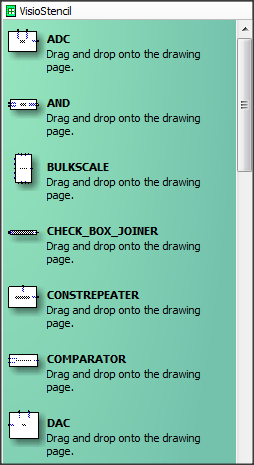 VisioStencil
ADC
Drag and drop onto the drawing
page.
AND
Drag and drop onto the drawing
page.
BULKSCALE
Drag and drop onto the drawing
page.
CHECK_BOX_JOINER
Drag and drop onto the drawing
page.
CONSTREPEATER
Drag and drop onto the drawing
page.
COMPARATOR
Drag and drop onto the drawing
page.
DAC
Drag and drop onto the drawing
page.